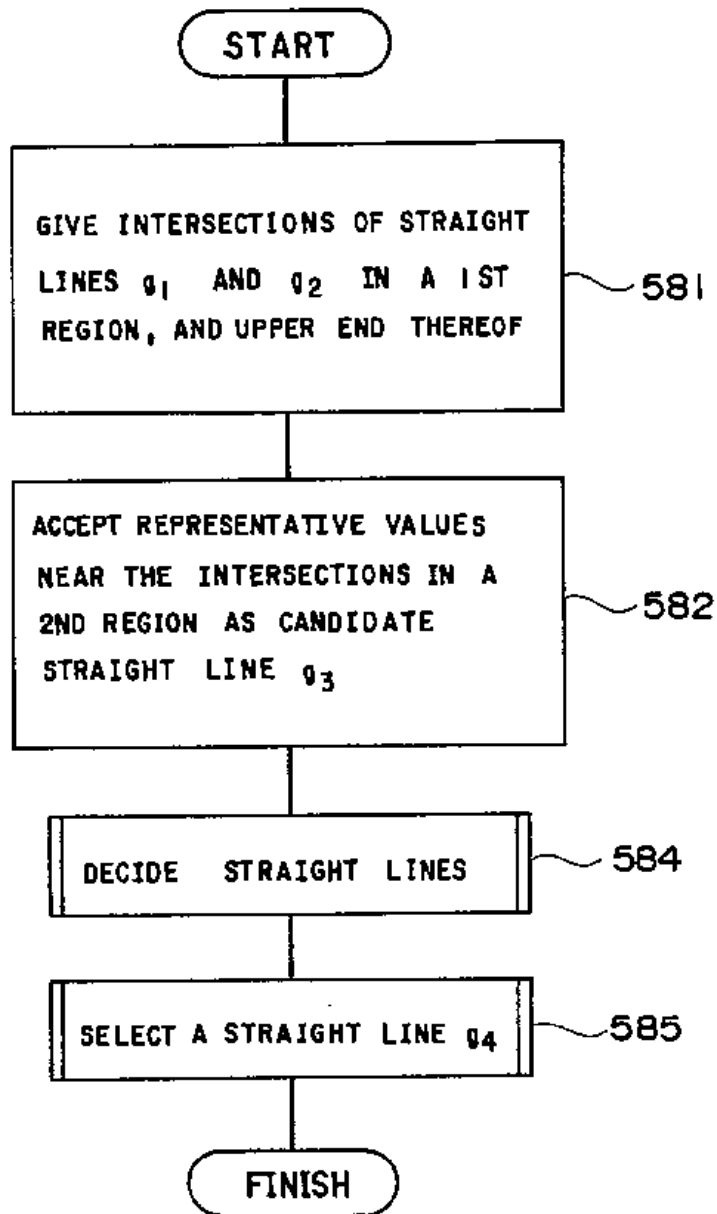 START
GIVE INTERSECTIONS OF STRAIGHT
LINES g1 AND g2 IN A 1ST
REGION, AND UPPER END THEREOF
581
ACCEPT REPRESENTATIVE VALUES
NEAR THE INTERSECTIONS IN A
2ND REGION AS CANDIDATE
STRAIGHT LINE g3
582
DECIDE STRAIGHT LINES
584
SELECT A STRAIGHT LINE g4
585
FINISH